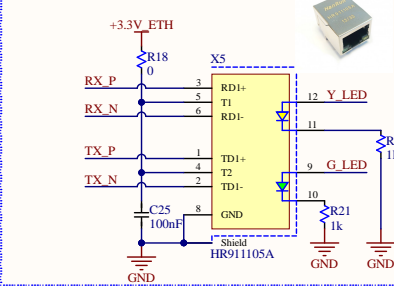 +3.3V_ETH
R18
0
X5
RX_P
3
RD1+
12
Y_LED
5
T1
RX_N
6
RD1-
11
TX_P
1
TD1+
4
T2
9
G_LED
TX_N
2
TD1-
10
C25
100nF
8
GND
R21
1k
Shield
HR911105A
GND
GND
GND